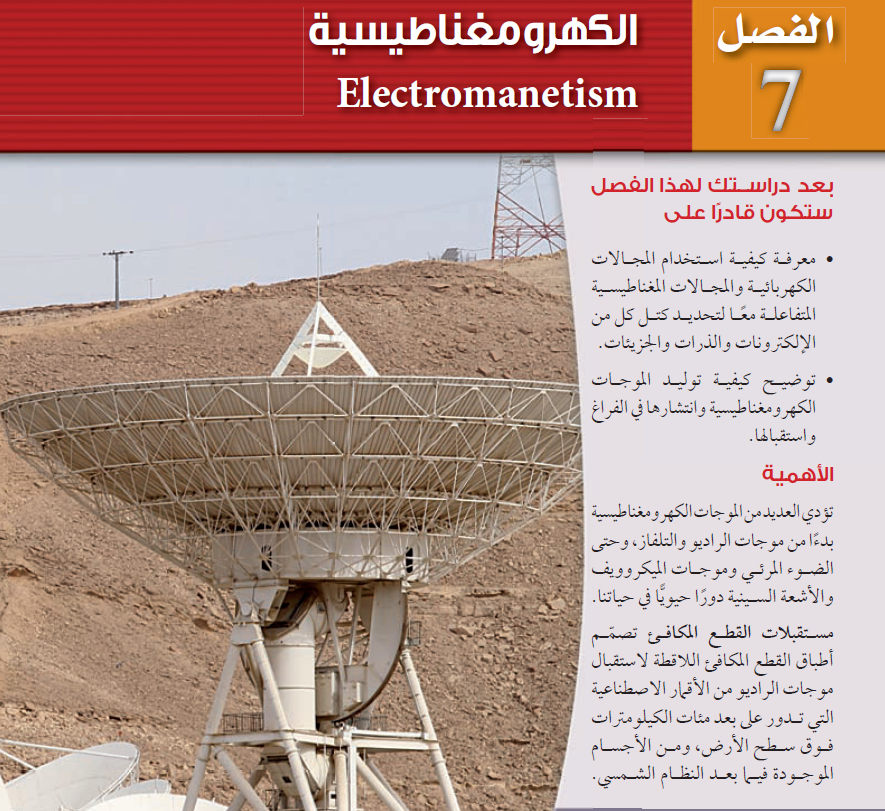 الفصل
7
الكهرومغناطيسية
Electromanetism
بعد دراستك لهذا الفصل
ستكون قادرًا على
• معرفة كيفية استخدام المجالات
الكهربائية والمجالات المغناطيسية
المتفاعلة معًا لتحديد كتل كل من
الإلكترونات والذرات والجزيئات.
• توضيح كيفية توليد الموجات
الكهرومغناطيسية وانتشارها في الفراغ
واستقبالها.
الأهمية
تؤدي العديد من الموجات الكهرومغناطيسية
بدءًا من موجات الراديو والتلفاز، وحتى
الضوء المرئي وموجات الميكروويف
والأشعة السينية دورًا حيويًّا في حياتنا.
مستقبلات القطع المكافئ تصمّم
أطباق القطع المكافئ اللاقطة لاستقبال
موجات الراديو من الأقمار الاصطناعية
التي تدور على بعد مئات الكيلومترات
فوق سطح الأرض، ومن الأجسام
الموجودة فيما بعد النظام الشمسي.